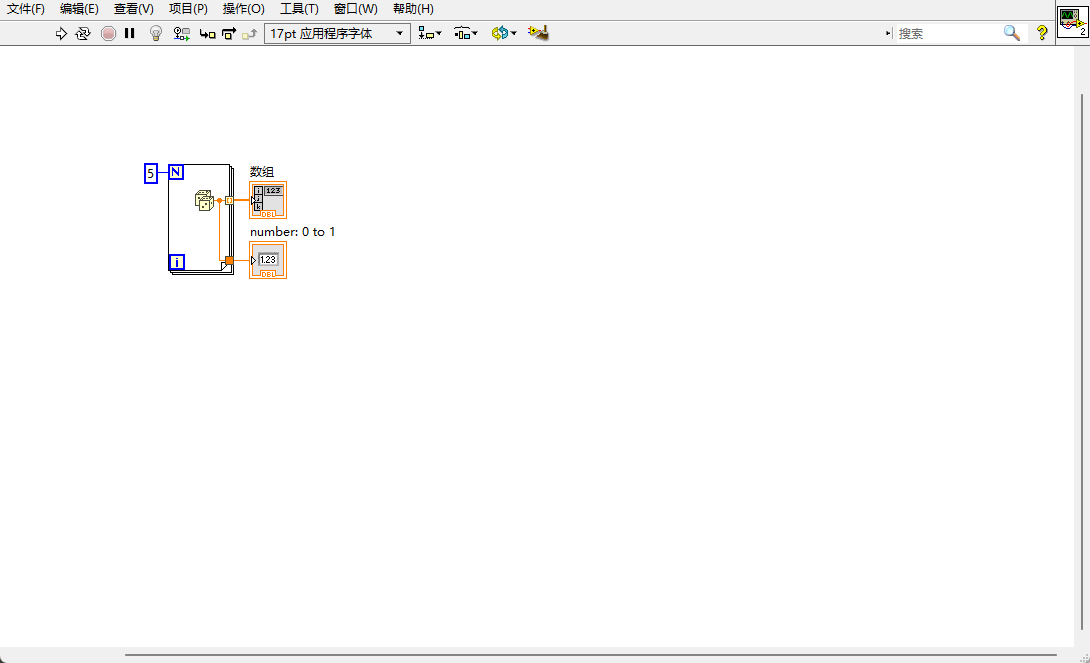 文件(F) 编辑(E) 查看(V) 项目(P) 操作(O) 工具(T) 窗口(W) 帮助(H)
17pt 应用程序字体 搜索 ?
2
5 N 数组
i 123
j
k
DBL
number: 0 to 1
i 1.23
DBL